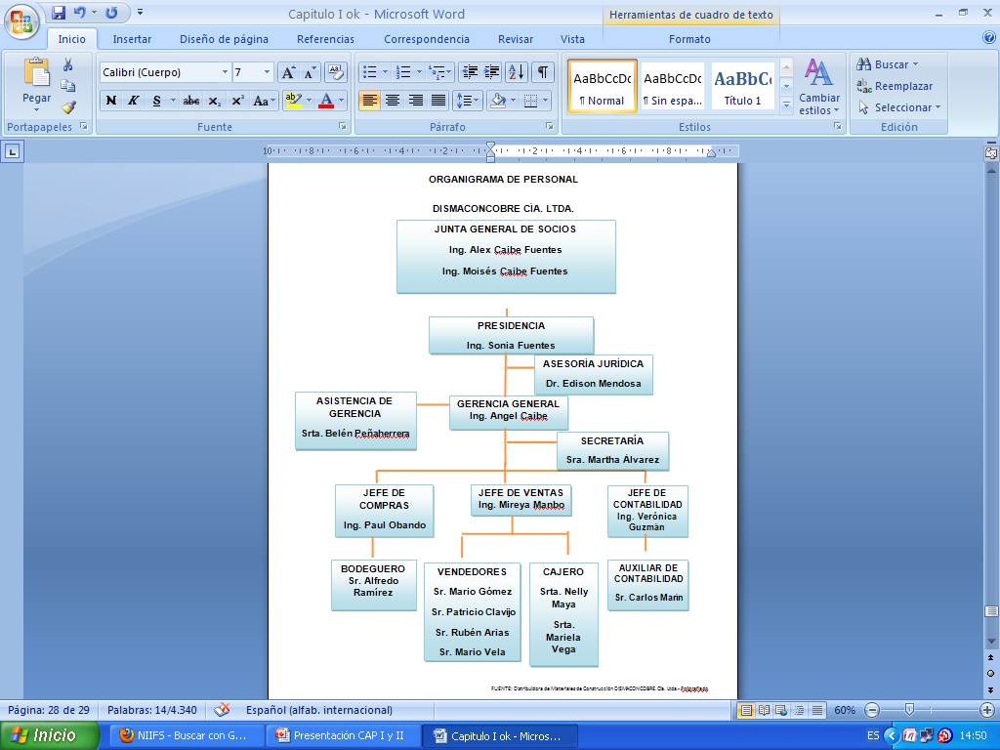 Capitulo I ok - Microsoft Word
Herramientas de cuadro de texto
Inicio
Insertar
Diseño de página
Referencias
Correspondencia
Revisar
Vista
Formato
Pegar
Portapapeles
Calibri (Cuerpo)
7
N K S abc x₂ x² Aa
Fuente
Párrafo
AaBbCcDc
¶ Normal
AaBbCcDc
¶ Sin espa...
AaBbC
Título 1
Cambiar estilos
Estilos
Buscar
Reemplazar
Seleccionar
Edición
ORGANIGRAMA DE PERSONAL
DISMACONCOBRE CÌA. LTDA.
JUNTA GENERAL DE SOCIOS
Ing. Alex Caibe Fuentes
Ing. Moisés Caibe Fuentes
PRESIDENCIA
Ing. Sonia Fuentes
ASESORÍA JURÍDICA
Dr. Edison Mendosa
ASISTENCIA DE
GERENCIA
Srta. Belén Peñaherrera
GERENCIA GENERAL
Ing. Angel Caibe
SECRETARÍA
Sra. Martha Álvarez
JEFE DE
COMPRAS
Ing. Paul Obando
JEFE DE VENTAS
Ing. Mireya Manbo
JEFE DE
CONTABILIDAD
Ing. Verónica
Guzmàn
BODEGUERO
Sr. Alfredo
Ramírez
VENDEDORES
Sr. Mario Gómez
Sr. Patricio Clavijo
Sr. Rubén Arias
Sr. Mario Vela
CAJERO
Srta. Nelly
Maya
Srta.
Mariela
Vega
AUXILIAR DE
CONTABILIDAD
Sr. Carlos Marin
FUENTE: Distribuidora de Materiales de Construcción DISMACONCOBRE. Cía. Ltda.-
Página: 28 de 29
Palabras: 14/4.340
Español (alfab. internacional)
60%
Inicio
NIIFS - Buscar con G...
Presentación CAP I y II
Capitulo I ok - Micros...
ES
14:50